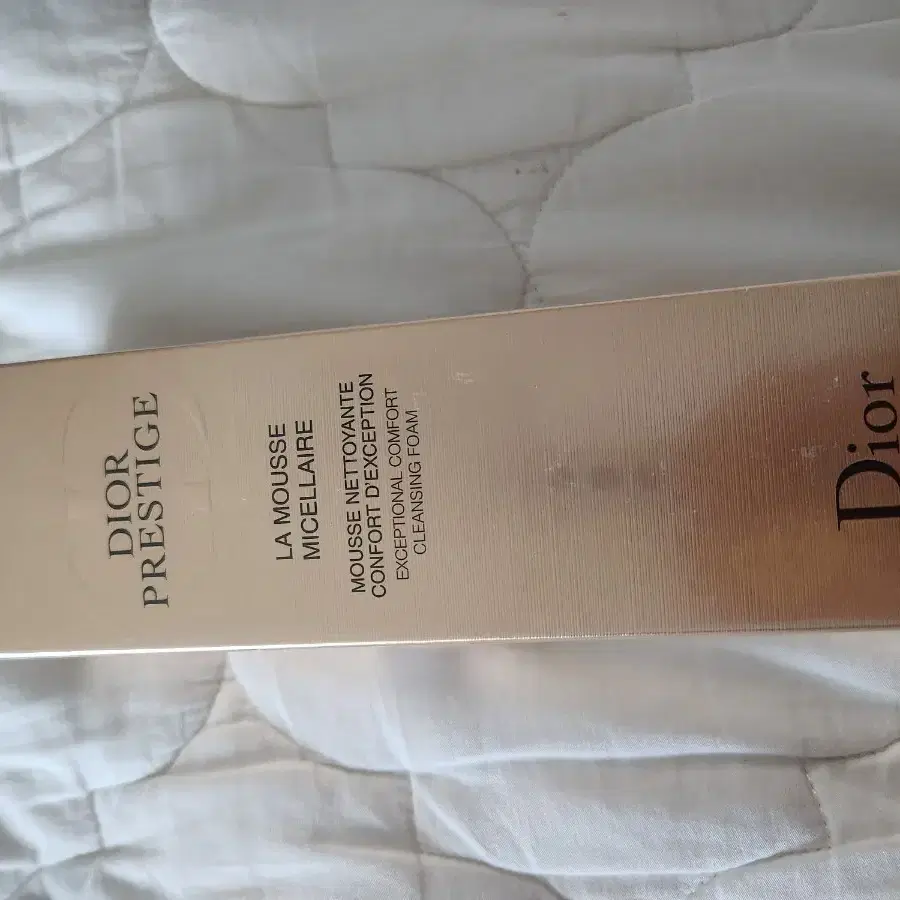 DIOR
PRESTIGE
LA MOUSSE
MICELLAIRE
MOUSSE NETTOYANTE
CONFORT D'EXCEPTION
EXCEPTIONAL COMFORT
CLEANSING FOAM
Dior